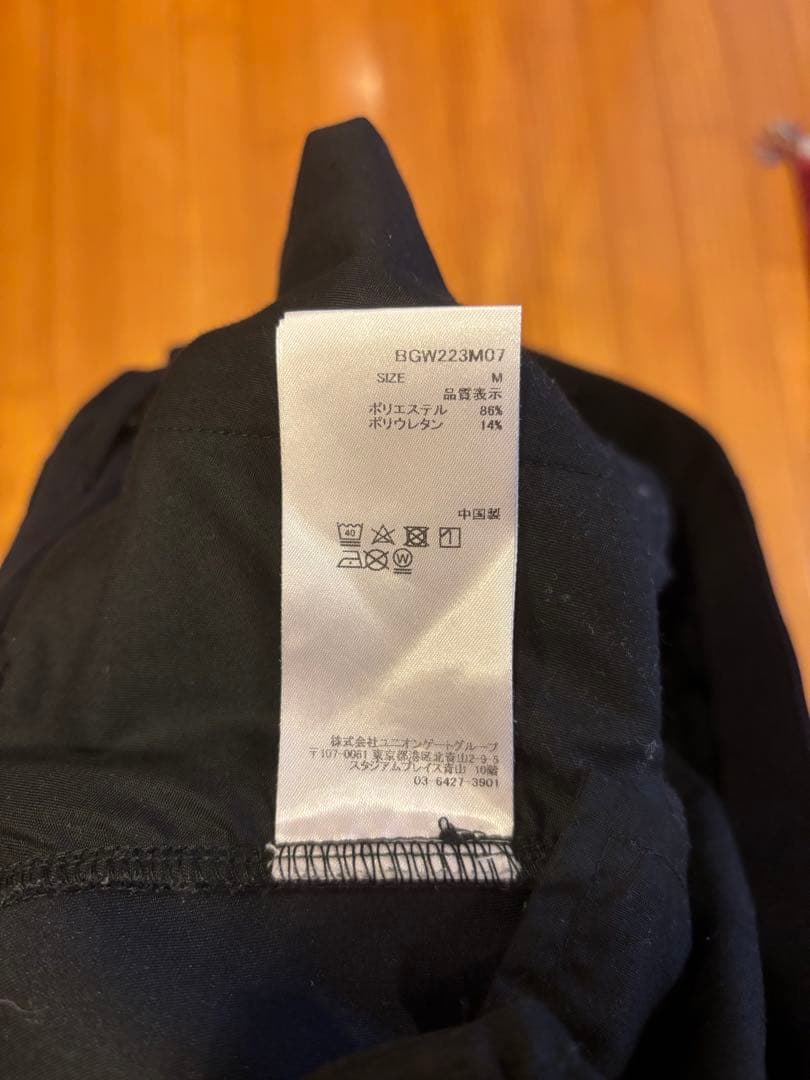 BGW223M07
SIZE M
品質表示
ポリエステル 86%
ポリウレタン 14%
中国製
40
W
株式会社ユニオンゲートグループ
〒107-0061 東京都港区北青山2-9-5
スタジアムプレイス青山 10階
03-6427-3901